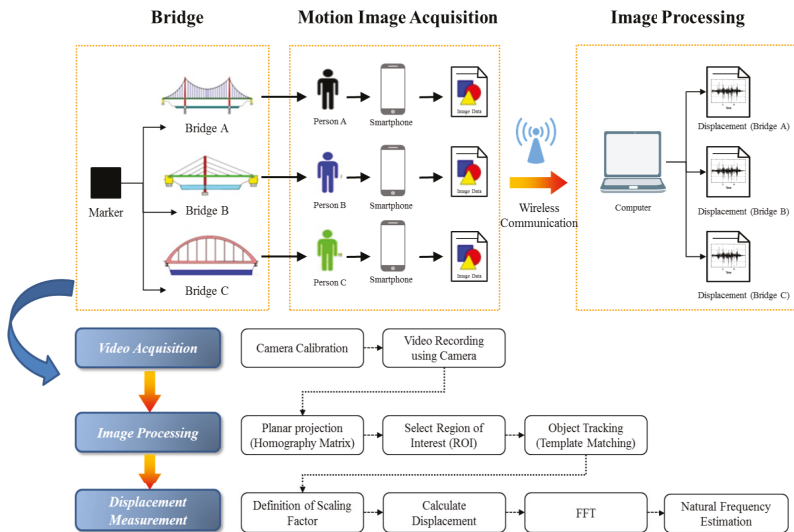 Bridge
Motion Image Acquisition
Image Processing
Marker
Bridge A
Bridge B
Bridge C
Person A
Smartphone
Image Data
Person B
Smartphone
Image Data
Person C
Smartphone
Image Data
Wireless
Communication
Computer
Displacement (Bridge A)
Displacement (Bridge B)
Displacement (Bridge C)
Video Acquisition
Camera Calibration
Video Recording
using Camera
Image Processing
Planar projection
(Homography Matrix)
Select Region of
Interest (ROI)
Object Tracking
(Template Matching)
Displacement
Measurement
Definition of Scaling
Factor
Calculate
Displacement
FFT
Natural Frequency
Estimation